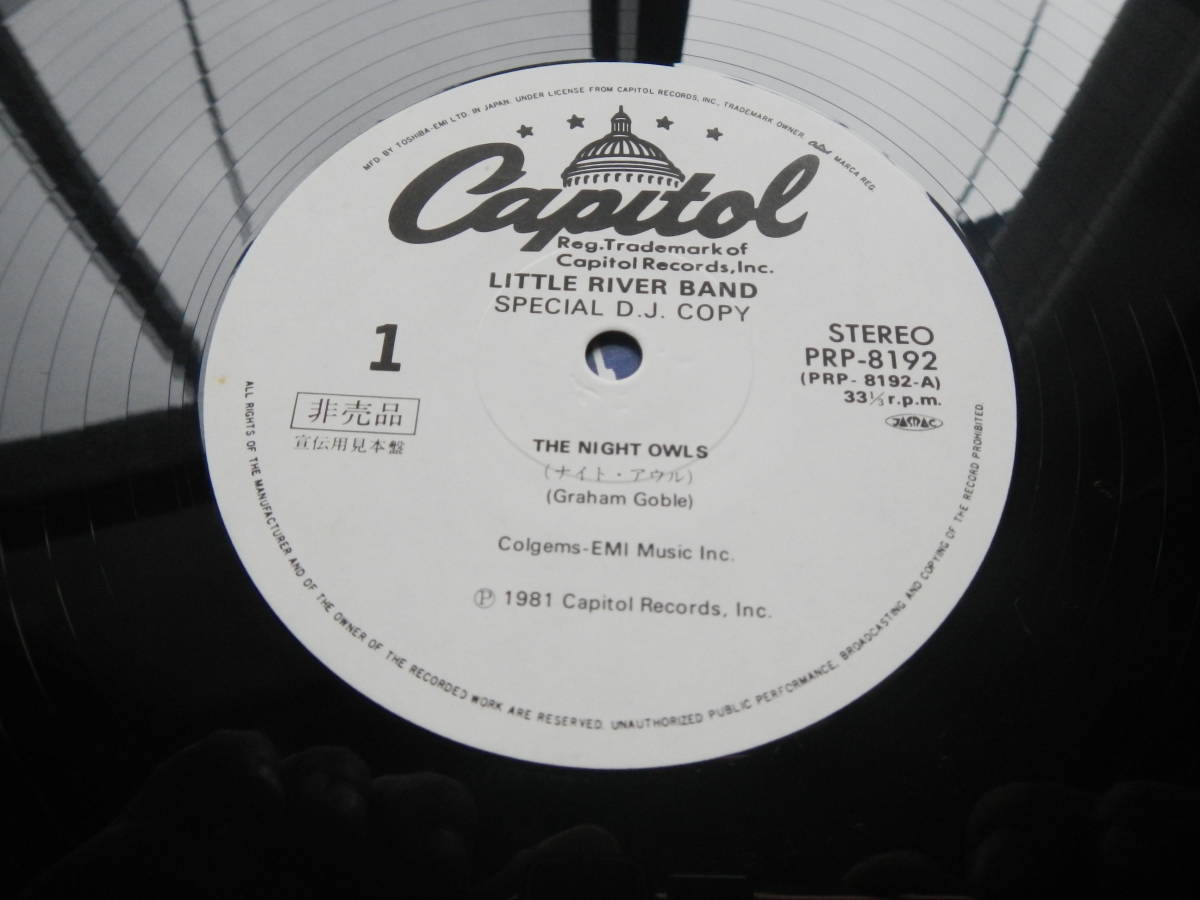 MFD BY TOSHIBA-EMI LTD. IN JAPAN. UNDER LICENSE FROM CAPITOL RECORDS, INC., TRADEMARK OWNER, Capitol MARCA REG.
Capitol
Reg.Trademark of
Capitol Records,Inc.
LITTLE RIVER BAND
SPECIAL D.J. COPY
1
STEREO
PRP-8192
(PRP-8192-A)
33⅓ r.p.m.
JASRAC
非売品
宣伝用見本盤
THE NIGHT OWLS
(ナイト・アウル)
(Graham Goble)
Colgems-EMI Music Inc.
Ⓟ 1981 Capitol Records, Inc.
ALL RIGHTS OF THE MANUFACTURER AND OF THE OWNER OF THE RECORDED WORK ARE RESERVED. UNAUTHORIZED PUBLIC PERFORMANCE, BROADCASTING AND COPYING OF THE RECORD PROHIBITED.